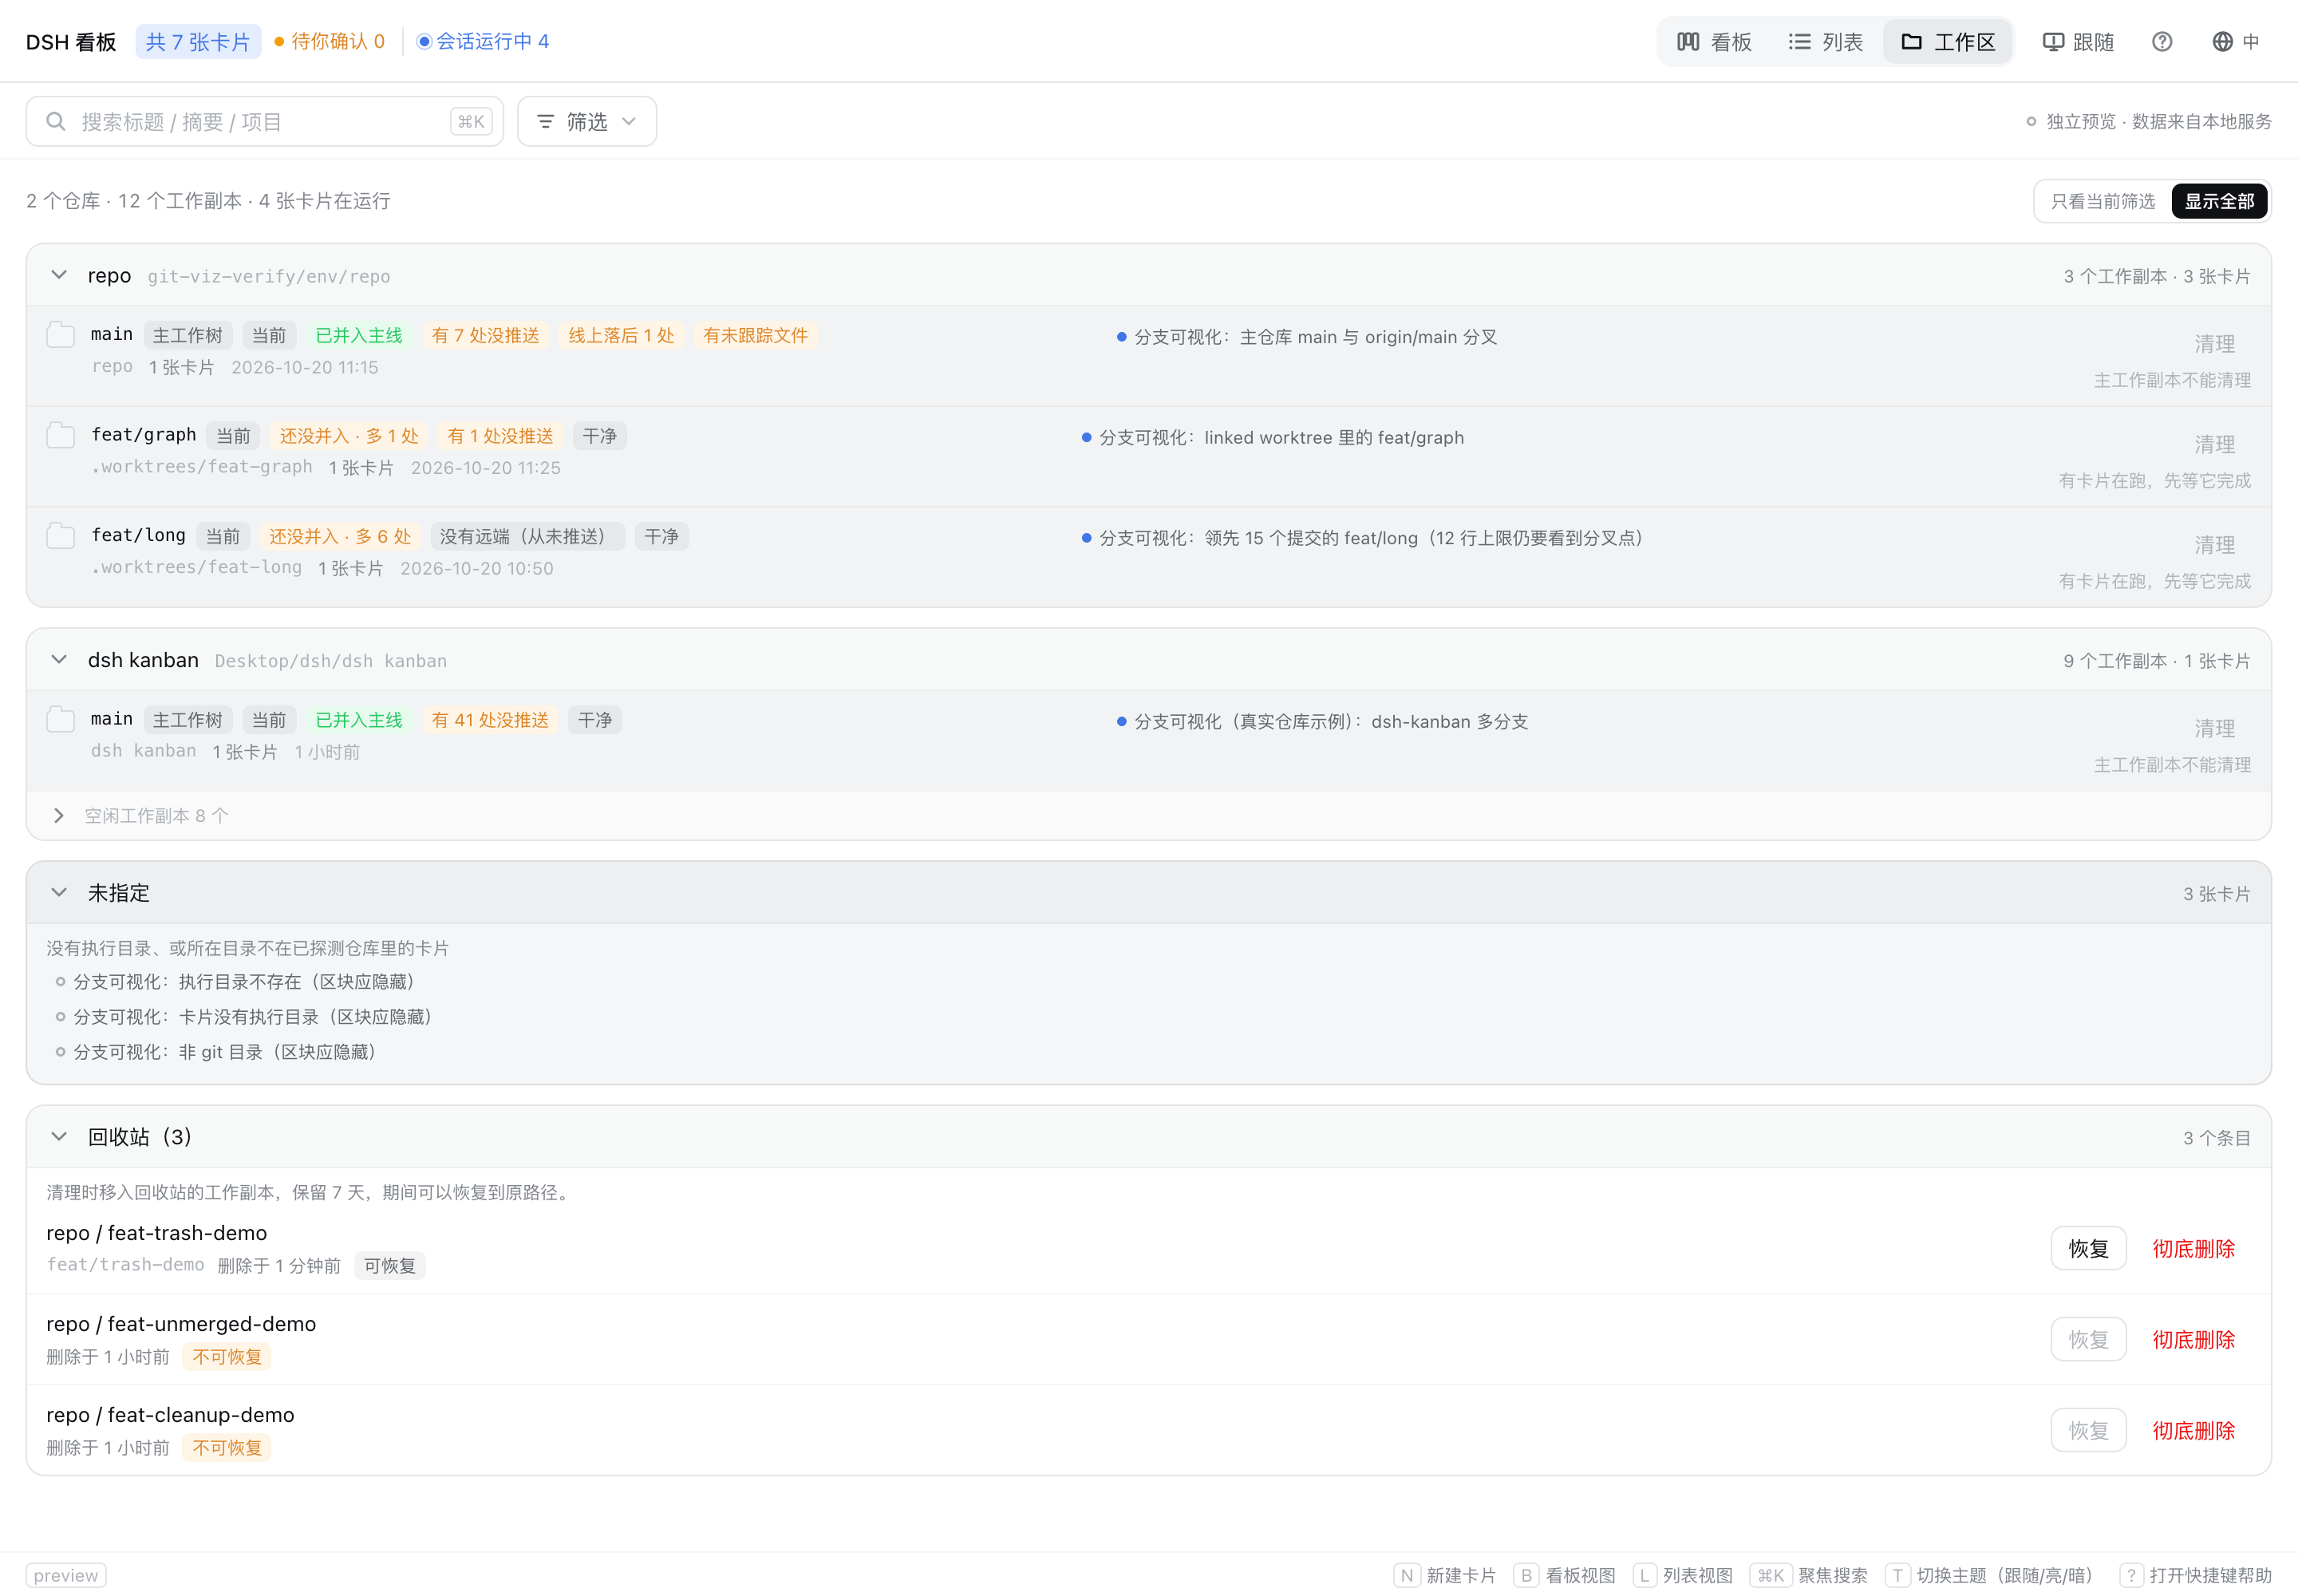 DSH 看板 共 7 张卡片 待你确认 0 会话运行中 4 看板 列表 工作区 跟随 中
搜索标题 / 摘要 / 项目 ⌘K 筛选 独立预览 · 数据来自本地服务
2 个仓库 · 12 个工作副本 · 4 张卡片在运行 只看当前筛选 显示全部
repo git-viz-verify/env/repo 3 个工作副本 · 3 张卡片
main 主工作树 当前 已并入主线 有 7 处没推送 线上落后 1 处 有未跟踪文件 分支可视化：主仓库 main 与 origin/main 分叉 清理
repo 1 张卡片 2026-10-20 11:15 主工作副本不能清理
feat/graph 当前 还没并入 · 多 1 处 有 1 处没推送 干净 分支可视化：linked worktree 里的 feat/graph 清理
.worktrees/feat-graph 1 张卡片 2026-10-20 11:25 有卡片在跑，先等它完成
feat/long 当前 还没并入 · 多 6 处 没有远端（从未推送） 干净 分支可视化：领先 15 个提交的 feat/long（12 行上限仍要看到分叉点） 清理
.worktrees/feat-long 1 张卡片 2026-10-20 10:50 有卡片在跑，先等它完成
dsh kanban Desktop/dsh/dsh kanban 9 个工作副本 · 1 张卡片
main 主工作树 当前 已并入主线 有 41 处没推送 干净 分支可视化（真实仓库示例）：dsh-kanban 多分支 清理
dsh kanban 1 张卡片 1 小时前 主工作副本不能清理
空闲工作副本 8 个
未指定 3 张卡片
没有执行目录、或所在目录不在已探测仓库里的卡片
分支可视化：执行目录不存在（区块应隐藏）
分支可视化：卡片没有执行目录（区块应隐藏）
分支可视化：非 git 目录（区块应隐藏）
回收站（3） 3 个条目
清理时移入回收站的工作副本，保留 7 天，期间可以恢复到原路径。
repo / feat-trash-demo 恢复 彻底删除
feat/trash-demo 删除于 1 分钟前 可恢复
repo / feat-unmerged-demo 恢复 彻底删除
删除于 1 小时前 不可恢复
repo / feat-cleanup-demo 恢复 彻底删除
删除于 1 小时前 不可恢复
preview N 新建卡片 B 看板视图 L 列表视图 ⌘K 聚焦搜索 T 切换主题（跟随/亮/暗） ? 打开快捷键帮助